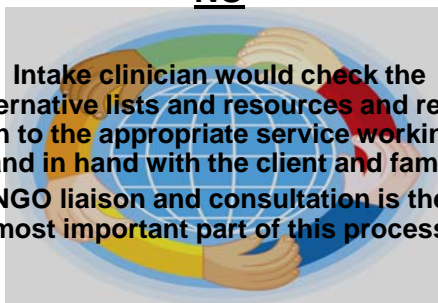 NO
Intake clinician would check the
ernative lists and resources and re
n to the appropriate service workin
and in hand with the client and fam
NGO liaison and consultation is the
most important part of this process